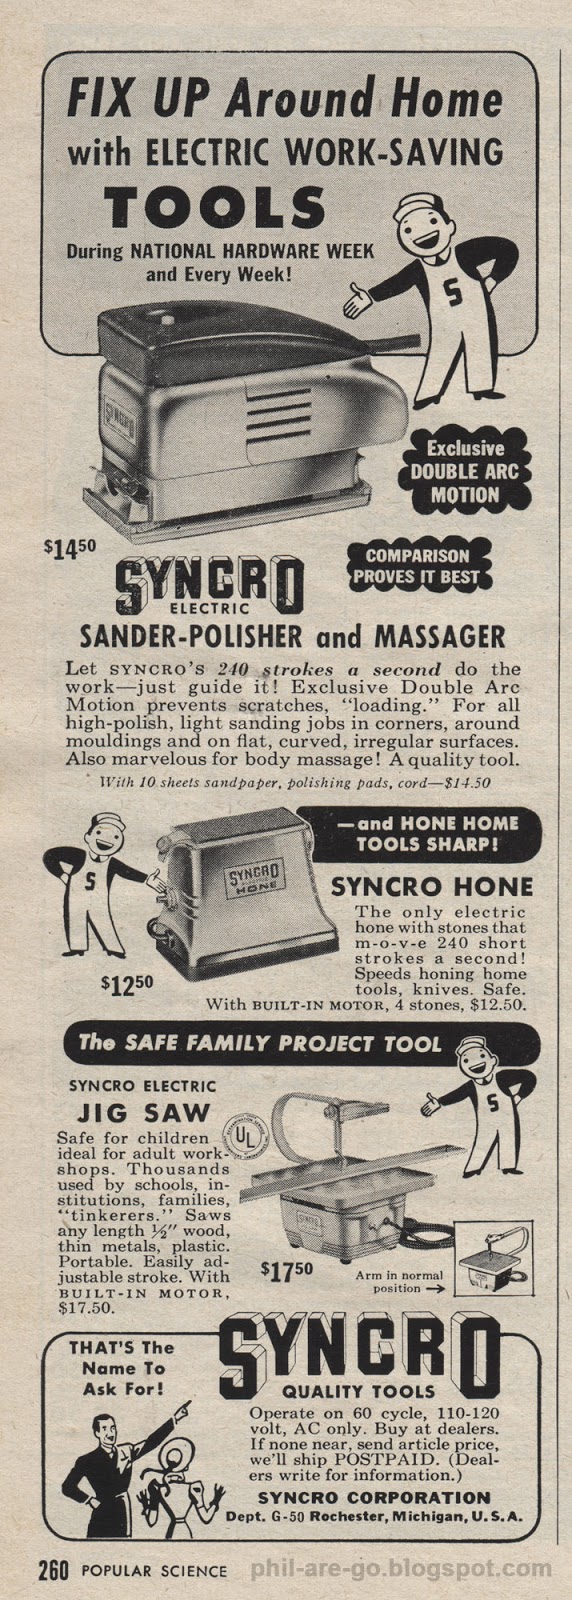 FIX UP Around Home
with ELECTRIC WORK-SAVING
TOOLS
During NATIONAL HARDWARE WEEK
and Every Week!
S
SYNCRO
Exclusive
DOUBLE ARC
MOTION
$1450
COMPARISON
PROVES IT BEST
SYNCRO
ELECTRIC
SANDER-POLISHER and MASSAGER
Let SYNCRO'S 240 strokes a second do the
work—just guide it! Exclusive Double Arc
Motion prevents scratches, "loading." For all
high-polish, light sanding jobs in corners, around
mouldings and on flat, curved, irregular surfaces.
Also marvelous for body massage! A quality tool.
With 10 sheets sandpaper, polishing pads, cord—$14.50
—and HONE HOME
TOOLS SHARP!
S
SYNCRO
HONE
SYNCRO HONE
The only electric
hone with stones that
m-o-v-e 240 short
strokes a second!
Speeds honing home
tools, knives. Safe.
$1250
With BUILT-IN MOTOR, 4 stones, $12.50.
The SAFE FAMILY PROJECT TOOL
S
SYNCRO ELECTRIC
JIG SAW
UL
Safe for children
ideal for adult work-
shops. Thousands
used by schools, in-
stitutions, families,
"tinkerers." Saws
any length ½" wood,
thin metals, plastic.
Portable. Easily ad-
justable stroke. With
BUILT-IN MOTOR,
$17.50.
SYNCRO
$1750
Arm in normal
position →
THAT'S The
Name To
Ask For!
SYNCRO
QUALITY TOOLS
Operate on 60 cycle, 110-120
volt, AC only. Buy at dealers.
If none near, send article price,
we'll ship POSTPAID. (Deal-
ers write for information.)
SYNCRO CORPORATION
Dept. G-50 Rochester, Michigan, U.S.A.
260 POPULAR SCIENCE
phil-are-go.blogspot.com